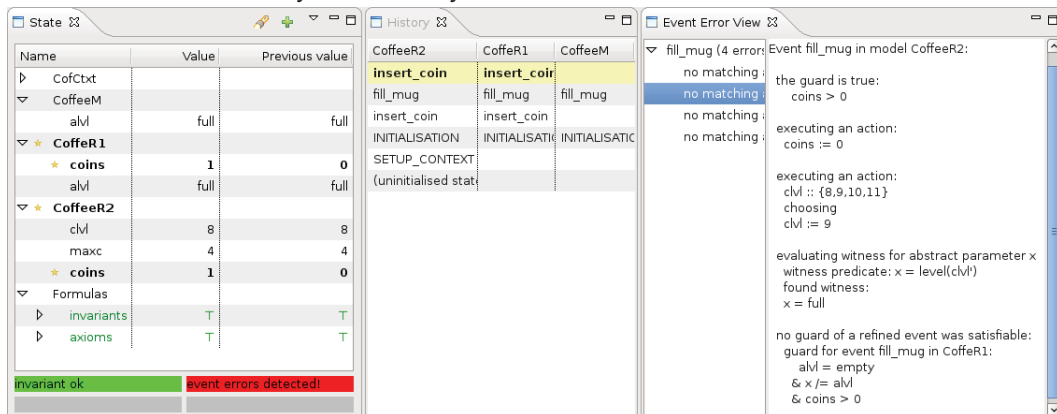 State
Name Value Previous value
CofCtxt
CoffeeM
alvl full full
CoffeR1
coins 1 0
alvl full full
CoffeeR2
clvl 8 8
maxc 4 4
coins 1 0
Formulas
invariants ⊤ ⊤
axioms ⊤ ⊤
invariant ok event errors detected!
History
CoffeeR2 CoffeR1 CoffeeM
insert_coin insert_coin
fill_mug fill_mug fill_mug
insert_coin insert_coin
INITIALISATION INITIALISATI INITIALISATIC
SETUP_CONTEXT
(uninitialised stat
Event Error View
fill_mug (4 errors
no matching
no matching
no matching
no matching
Event fill_mug in model CoffeeR2:
the guard is true:
coins > 0
executing an action:
coins := 0
executing an action:
clvl :: {8,9,10,11}
choosing
clvl := 9
evaluating witness for abstract parameter x
witness predicate: x = level(clvl')
found witness:
x = full
no guard of a refined event was satisfiable:
guard for event fill_mug in CoffeR1:
alvl = empty
& x /= alvl
& coins > 0